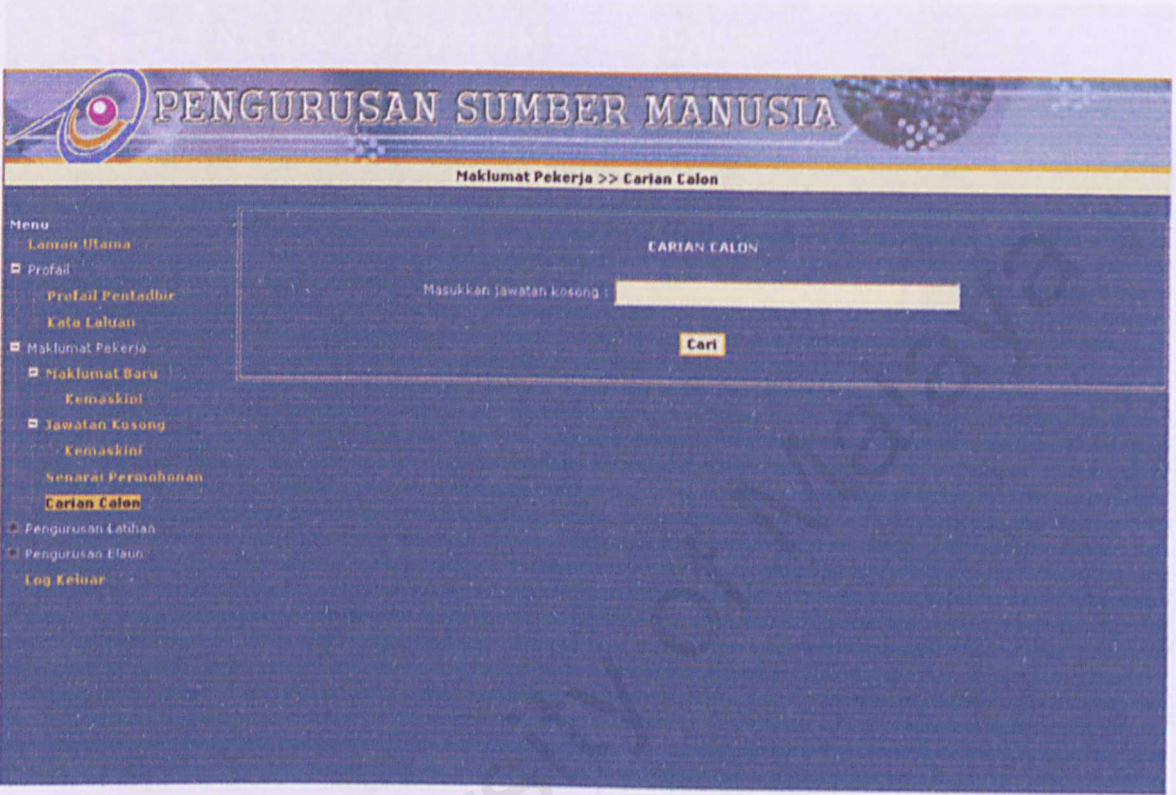 PENGURUSAN SUMBER MANUSIA
Maklumat Pekerja >> Carian Calon
Menu
Laman Utama
Profail
Profail Pentadbir
Kata Laluan
Maklumat Pekerja
Maklumat Baru
Kemaskini
Jawatan Kosong
Kemaskini
Senarai Permohonan
Carian Calon
Pengurusan Latihan
Pengurusan Elaun
Log Keluar
CARIAN CALON
Masukkan jawatan kosong :
Cari
of Malaya